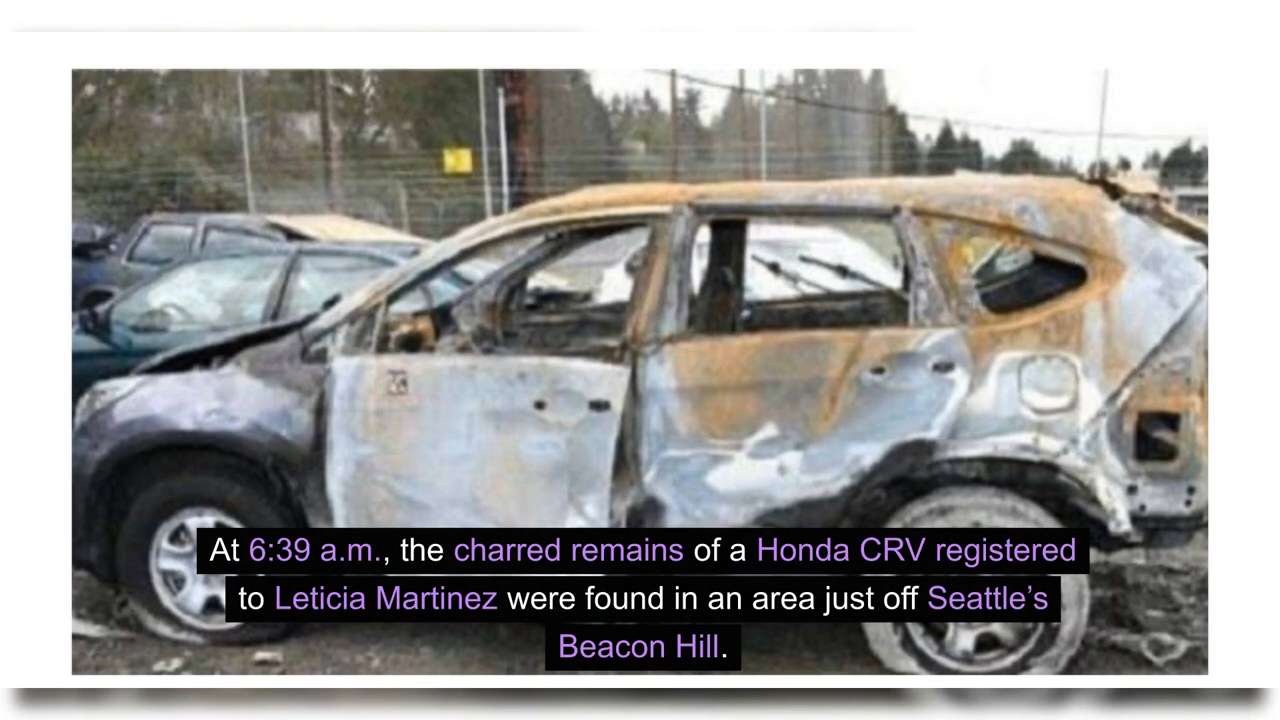 At 6:39 a.m., the charred remains of a Honda CRV registered
to Leticia Martinez were found in an area just off Seattle’s
Beacon Hill.